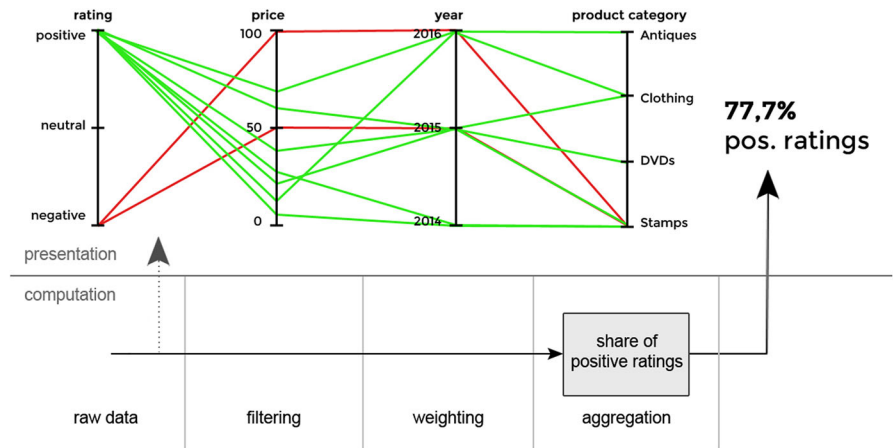 rating price year product category
positive 100 2016 Antiques
Clothing
77,7%
neutral 50 2015
pos. ratings
DVDs
negative 0 2014 Stamps
presentation
computation
share of
positive ratings
raw data filtering weighting aggregation